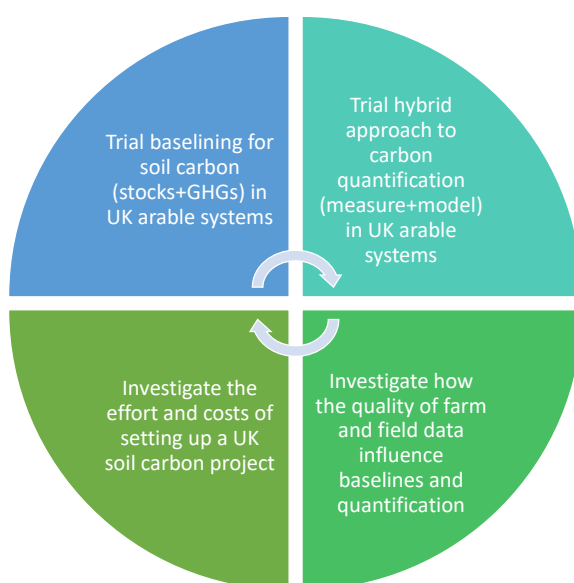 Trial baselining for
soil carbon
(stocks+GHGs) in
UK arable systems
Trial hybrid
approach to
carbon
quantification
(measure+model)
in UK arable
systems
Investigate the
effort and costs of
setting up a UK
soil carbon project
Investigate how
the quality of farm
and field data
influence
baselines and
quantification